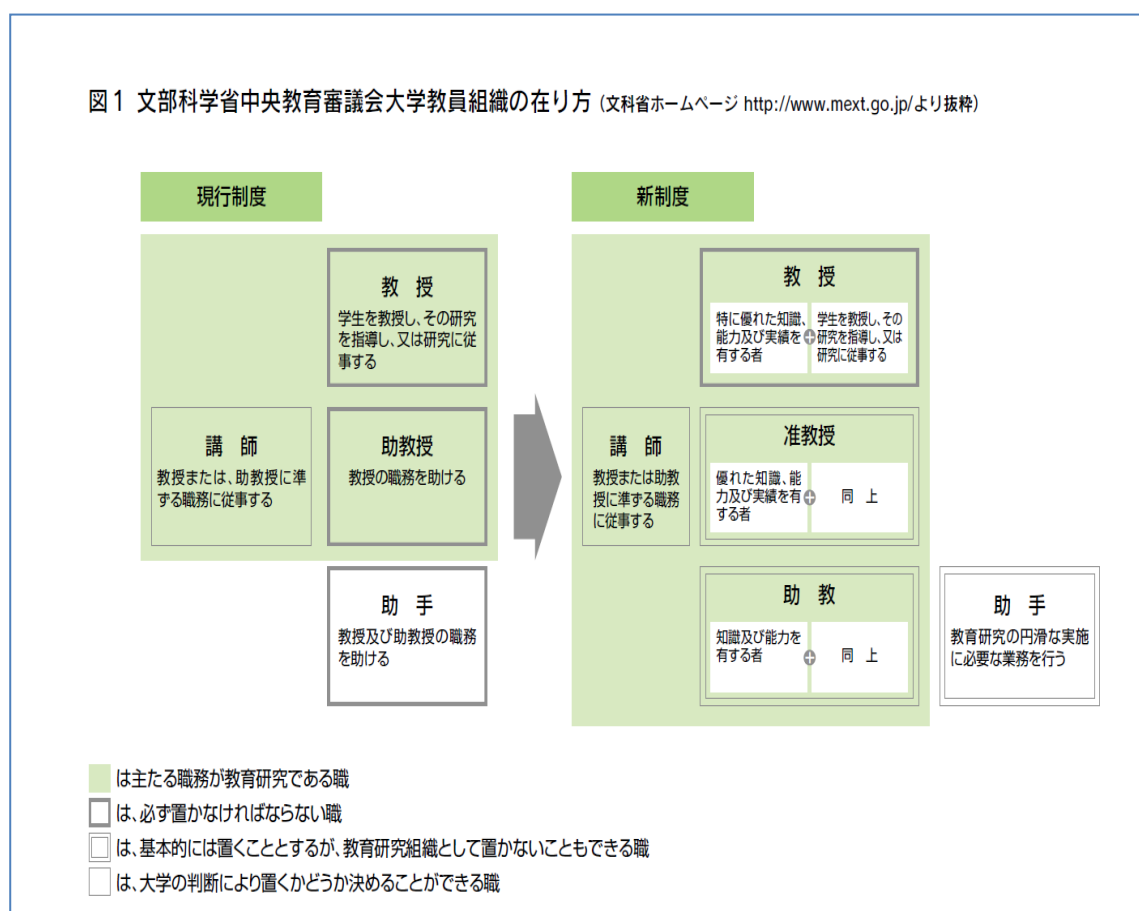 図1 文部科学省中央教育審議会大学教員組織の在り方（文科省ホームページ http://www.mext.go.jp/より抜粋）
現行制度
教 授
学生を教授し、その研究
を指導し、又は研究に従
事する
講 師
教授または、助教授に準
ずる職務に従事する
助教授
教授の職務を助ける
助 手
教授及び助教授の職務
を助ける
新制度
教 授
特に優れた知識、
能力及び実績を
有する者
+
学生を教授し、その
研究を指導し、又は
研究に従事する
講 師
教授または助教
授に準ずる職務
に従事する
准教授
優れた知識、能
力及び実績を有
する者
+
同 上
助 教
知識及び能力を
有する者
+
同 上
助 手
教育研究の円滑な実施
に必要な業務を行う
は主たる職務が教育研究である職
は、必ず置かなければならない職
は、基本的には置くこととするが、教育研究組織として置かないこともできる職
は、大学の判断により置くかどうか決めることができる職